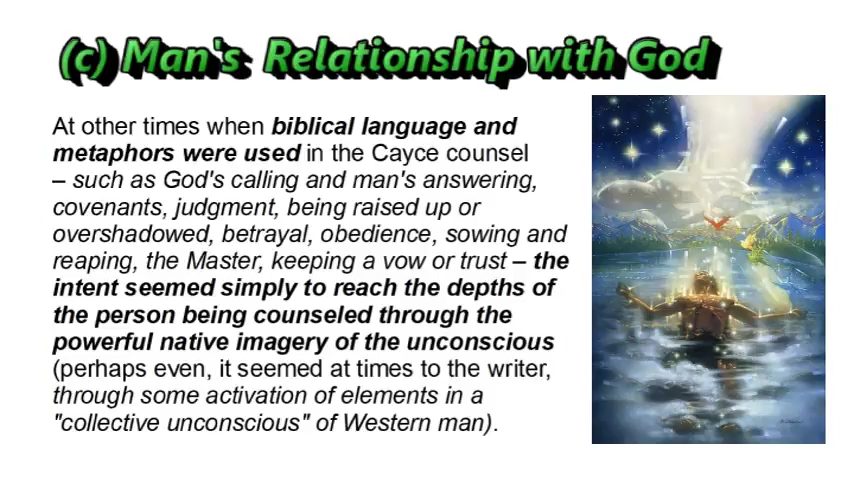 (c) Man's Relationship with God
At other times when biblical language and
metaphors were used in the Cayce counsel
– such as God's calling and man's answering,
covenants, judgment, being raised up or
overshadowed, betrayal, obedience, sowing and
reaping, the Master, keeping a vow or trust – the
intent seemed simply to reach the depths of
the person being counseled through the
powerful native imagery of the unconscious
(perhaps even, it seemed at times to the writer,
through some activation of elements in a
"collective unconscious" of Western man).